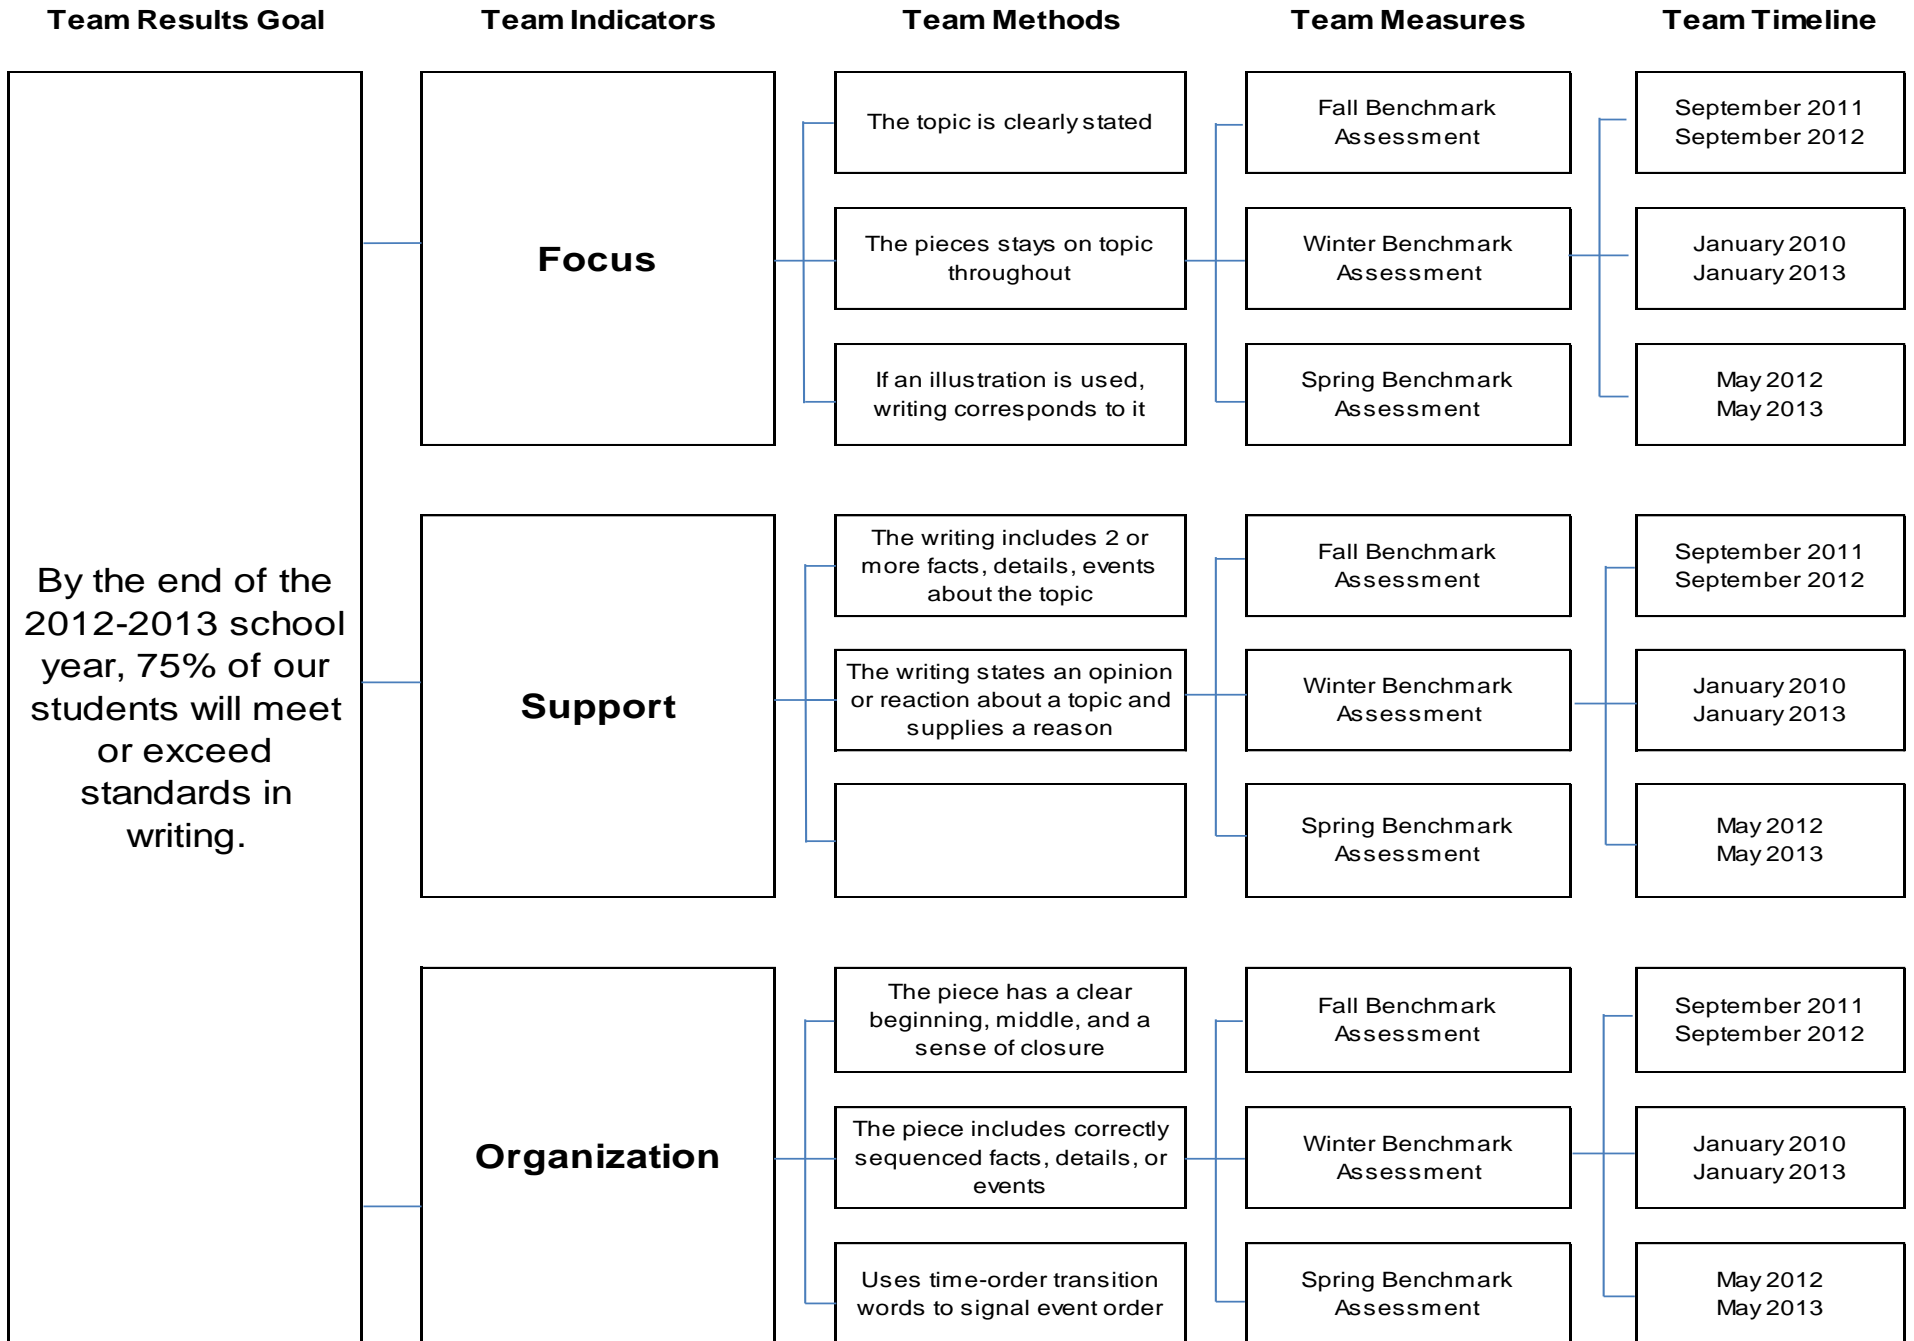 Team Results Goal
Team Indicators
Team Methods
Team Measures
Team Timeline
By the end of the
2012-2013 school
year, 75% of our
students will meet
or exceed
standards in
writing.
Focus
The topic is clearly stated
The pieces stays on topic
throughout
If an illustration is used,
writing corresponds to it
Fall Benchmark
Assessment
Winter Benchmark
Assessment
Spring Benchmark
Assessment
September 2011
September 2012
January 2010
January 2013
May 2012
May 2013
Support
The writing includes 2 or
more facts, details, events
about the topic
The writing states an opinion
or reaction about a topic and
supplies a reason
Fall Benchmark
Assessment
Winter Benchmark
Assessment
Spring Benchmark
Assessment
September 2011
September 2012
January 2010
January 2013
May 2012
May 2013
Organization
The piece has a clear
beginning, middle, and a
sense of closure
The piece includes correctly
sequenced facts, details, or
events
Uses time-order transition
words to signal event order
Fall Benchmark
Assessment
Winter Benchmark
Assessment
Spring Benchmark
Assessment
September 2011
September 2012
January 2010
January 2013
May 2012
May 2013